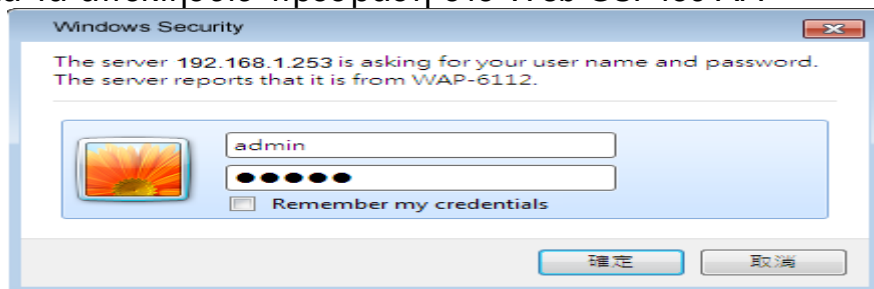 Windows Security
The server 192.168.1.253 is asking for your user name and password.
The server reports that it is from WAP-6112.
admin
●●●●●
Remember my credentials
確定
取消